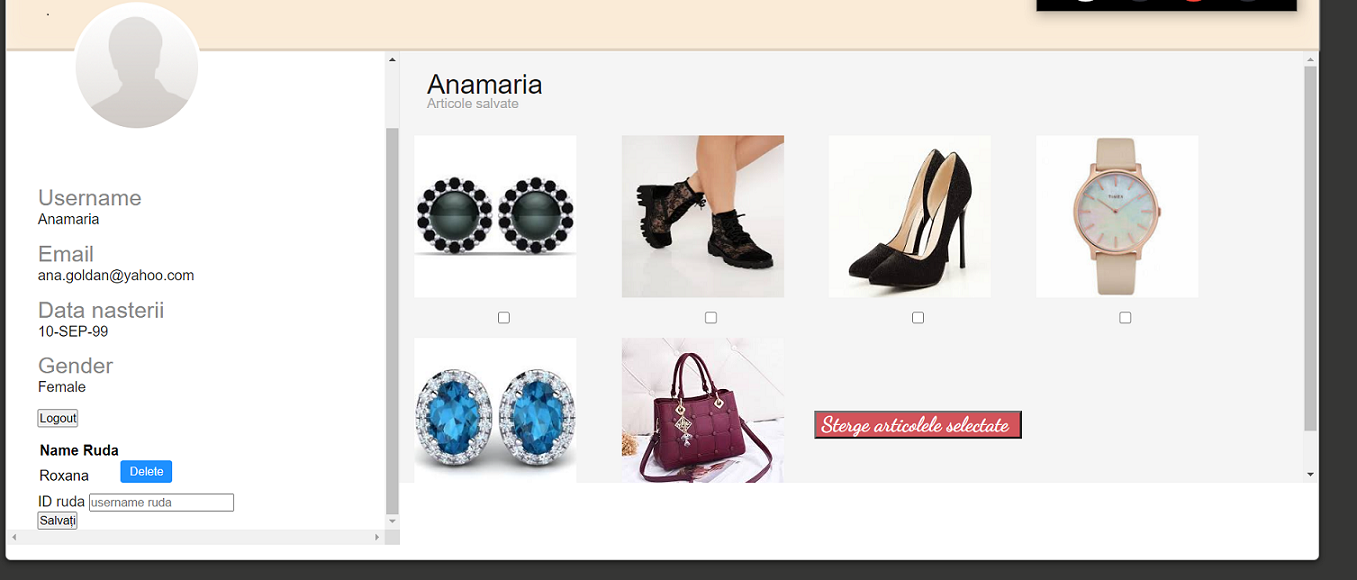 Username
Anamaria
Email
ana.goldan@yahoo.com
Data nasterii
10-SEP-99
Gender
Female
Logout
Name Ruda
Roxana Delete
ID ruda username ruda
Salvați
Anamaria
Articole salvate
TIMEX
Sterge articolele selectate